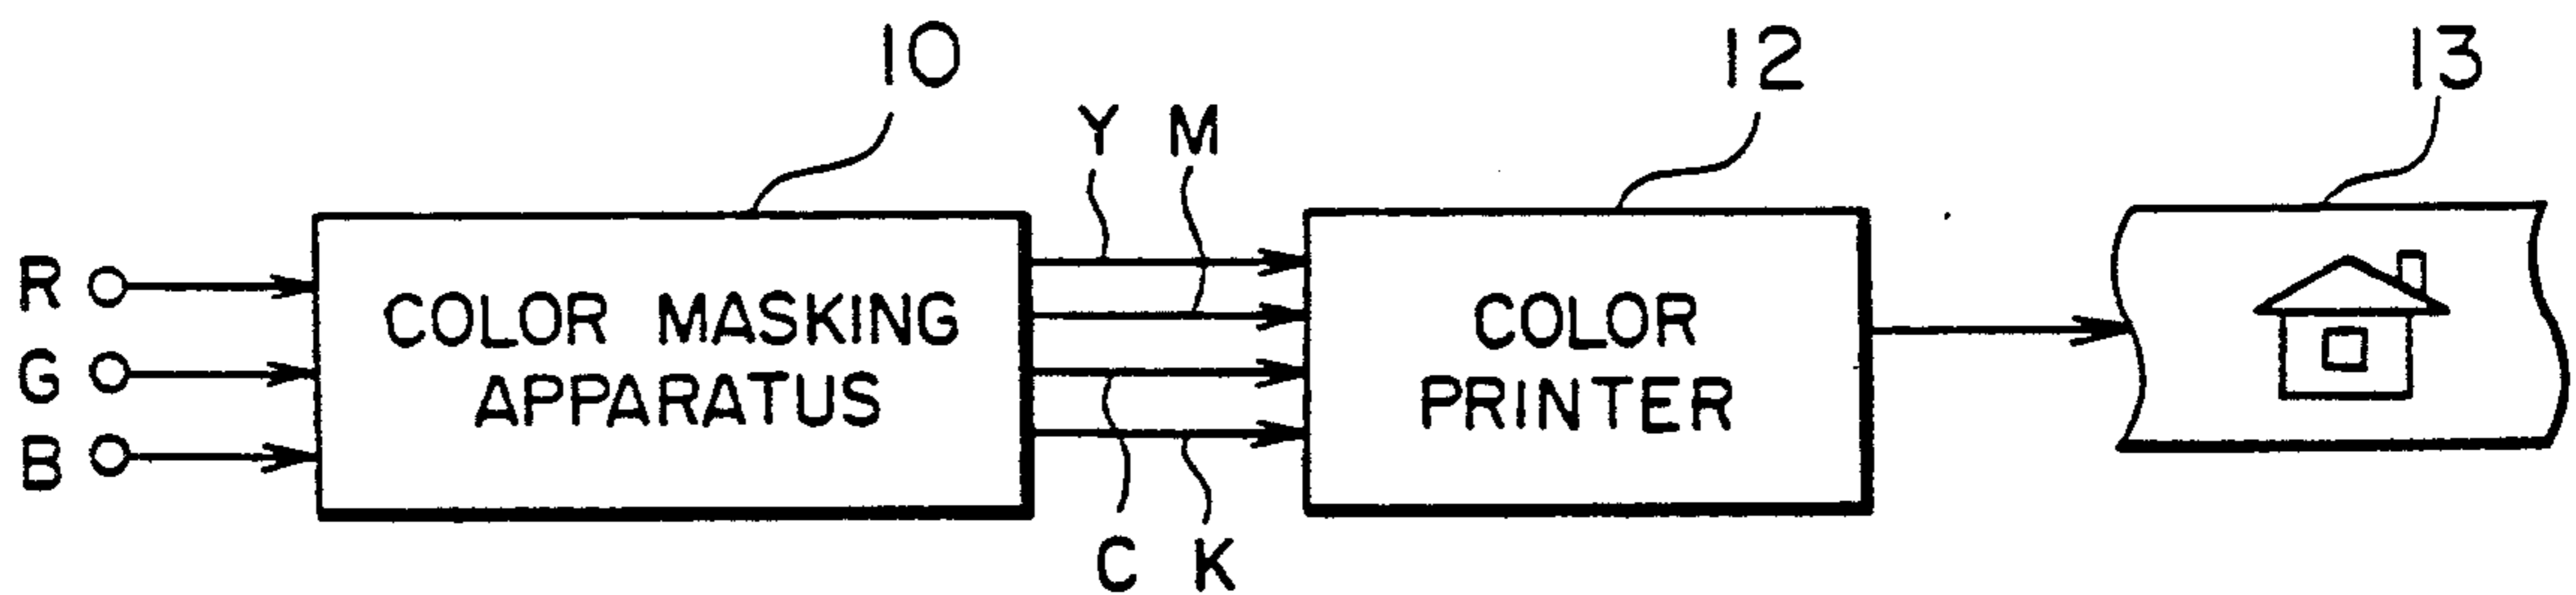 10
12
13
Y M
R
G
B
COLOR MASKING
APPARATUS
COLOR
PRINTER
C K